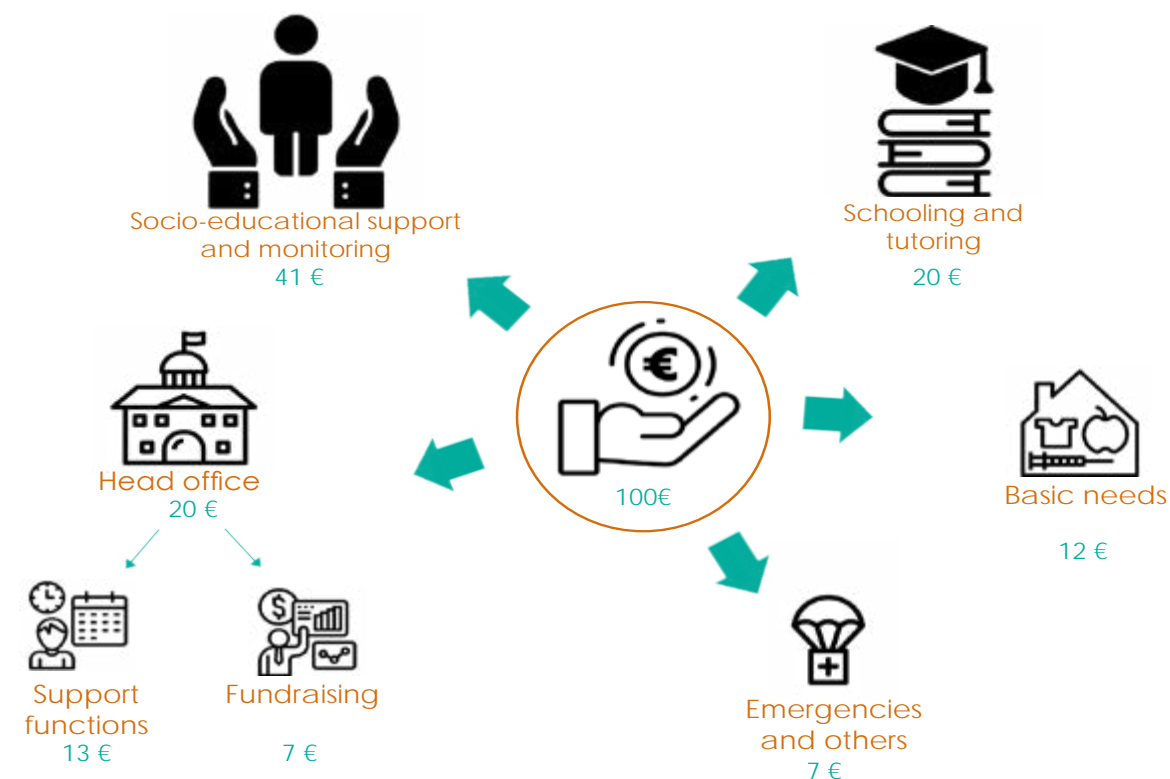 Socio-educational support
and monitoring
41 €
Schooling and
tutoring
20 €
Head office
20 €
€
100€
Basic needs
12 €
$
Support
functions
13 €
Fundraising
7 €
Emergencies
and others
7 €